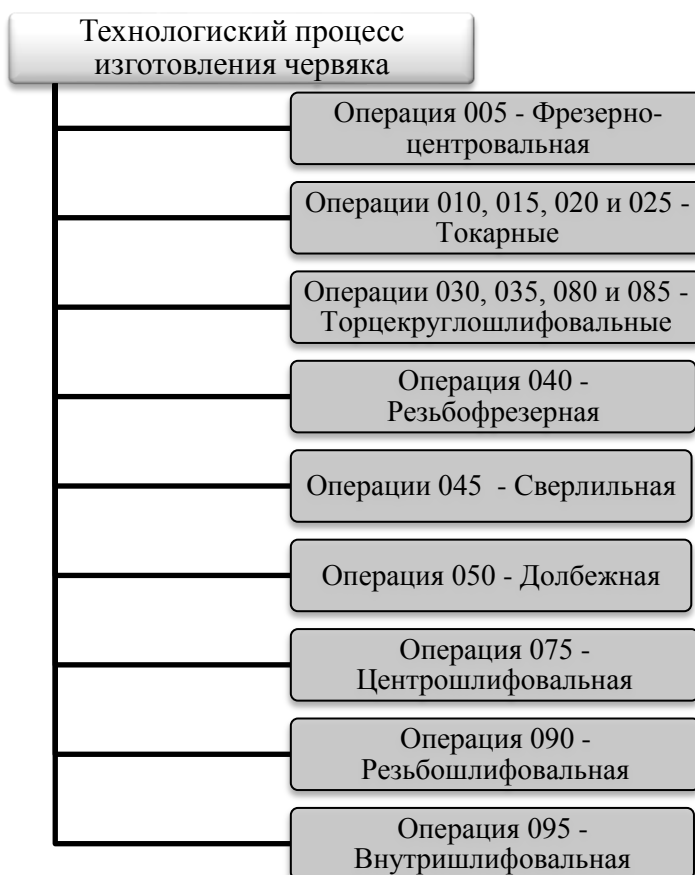 Технологиский процесс
изготовления червяка
Операция 005 - Фрезерно-
центровальная
Операции 010, 015, 020 и 025 -
Токарные
Операции 030, 035, 080 и 085 -
Торцекруглошлифовальные
Операция 040 -
Резьбофрезерная
Операции 045  - Сверлильная
Операция 050 - Долбежная
Операция 075 -
Центрошлифовальная
Операция 090 -
Резьбошлифовальная
Операция 095 -
Внутришлифовальная